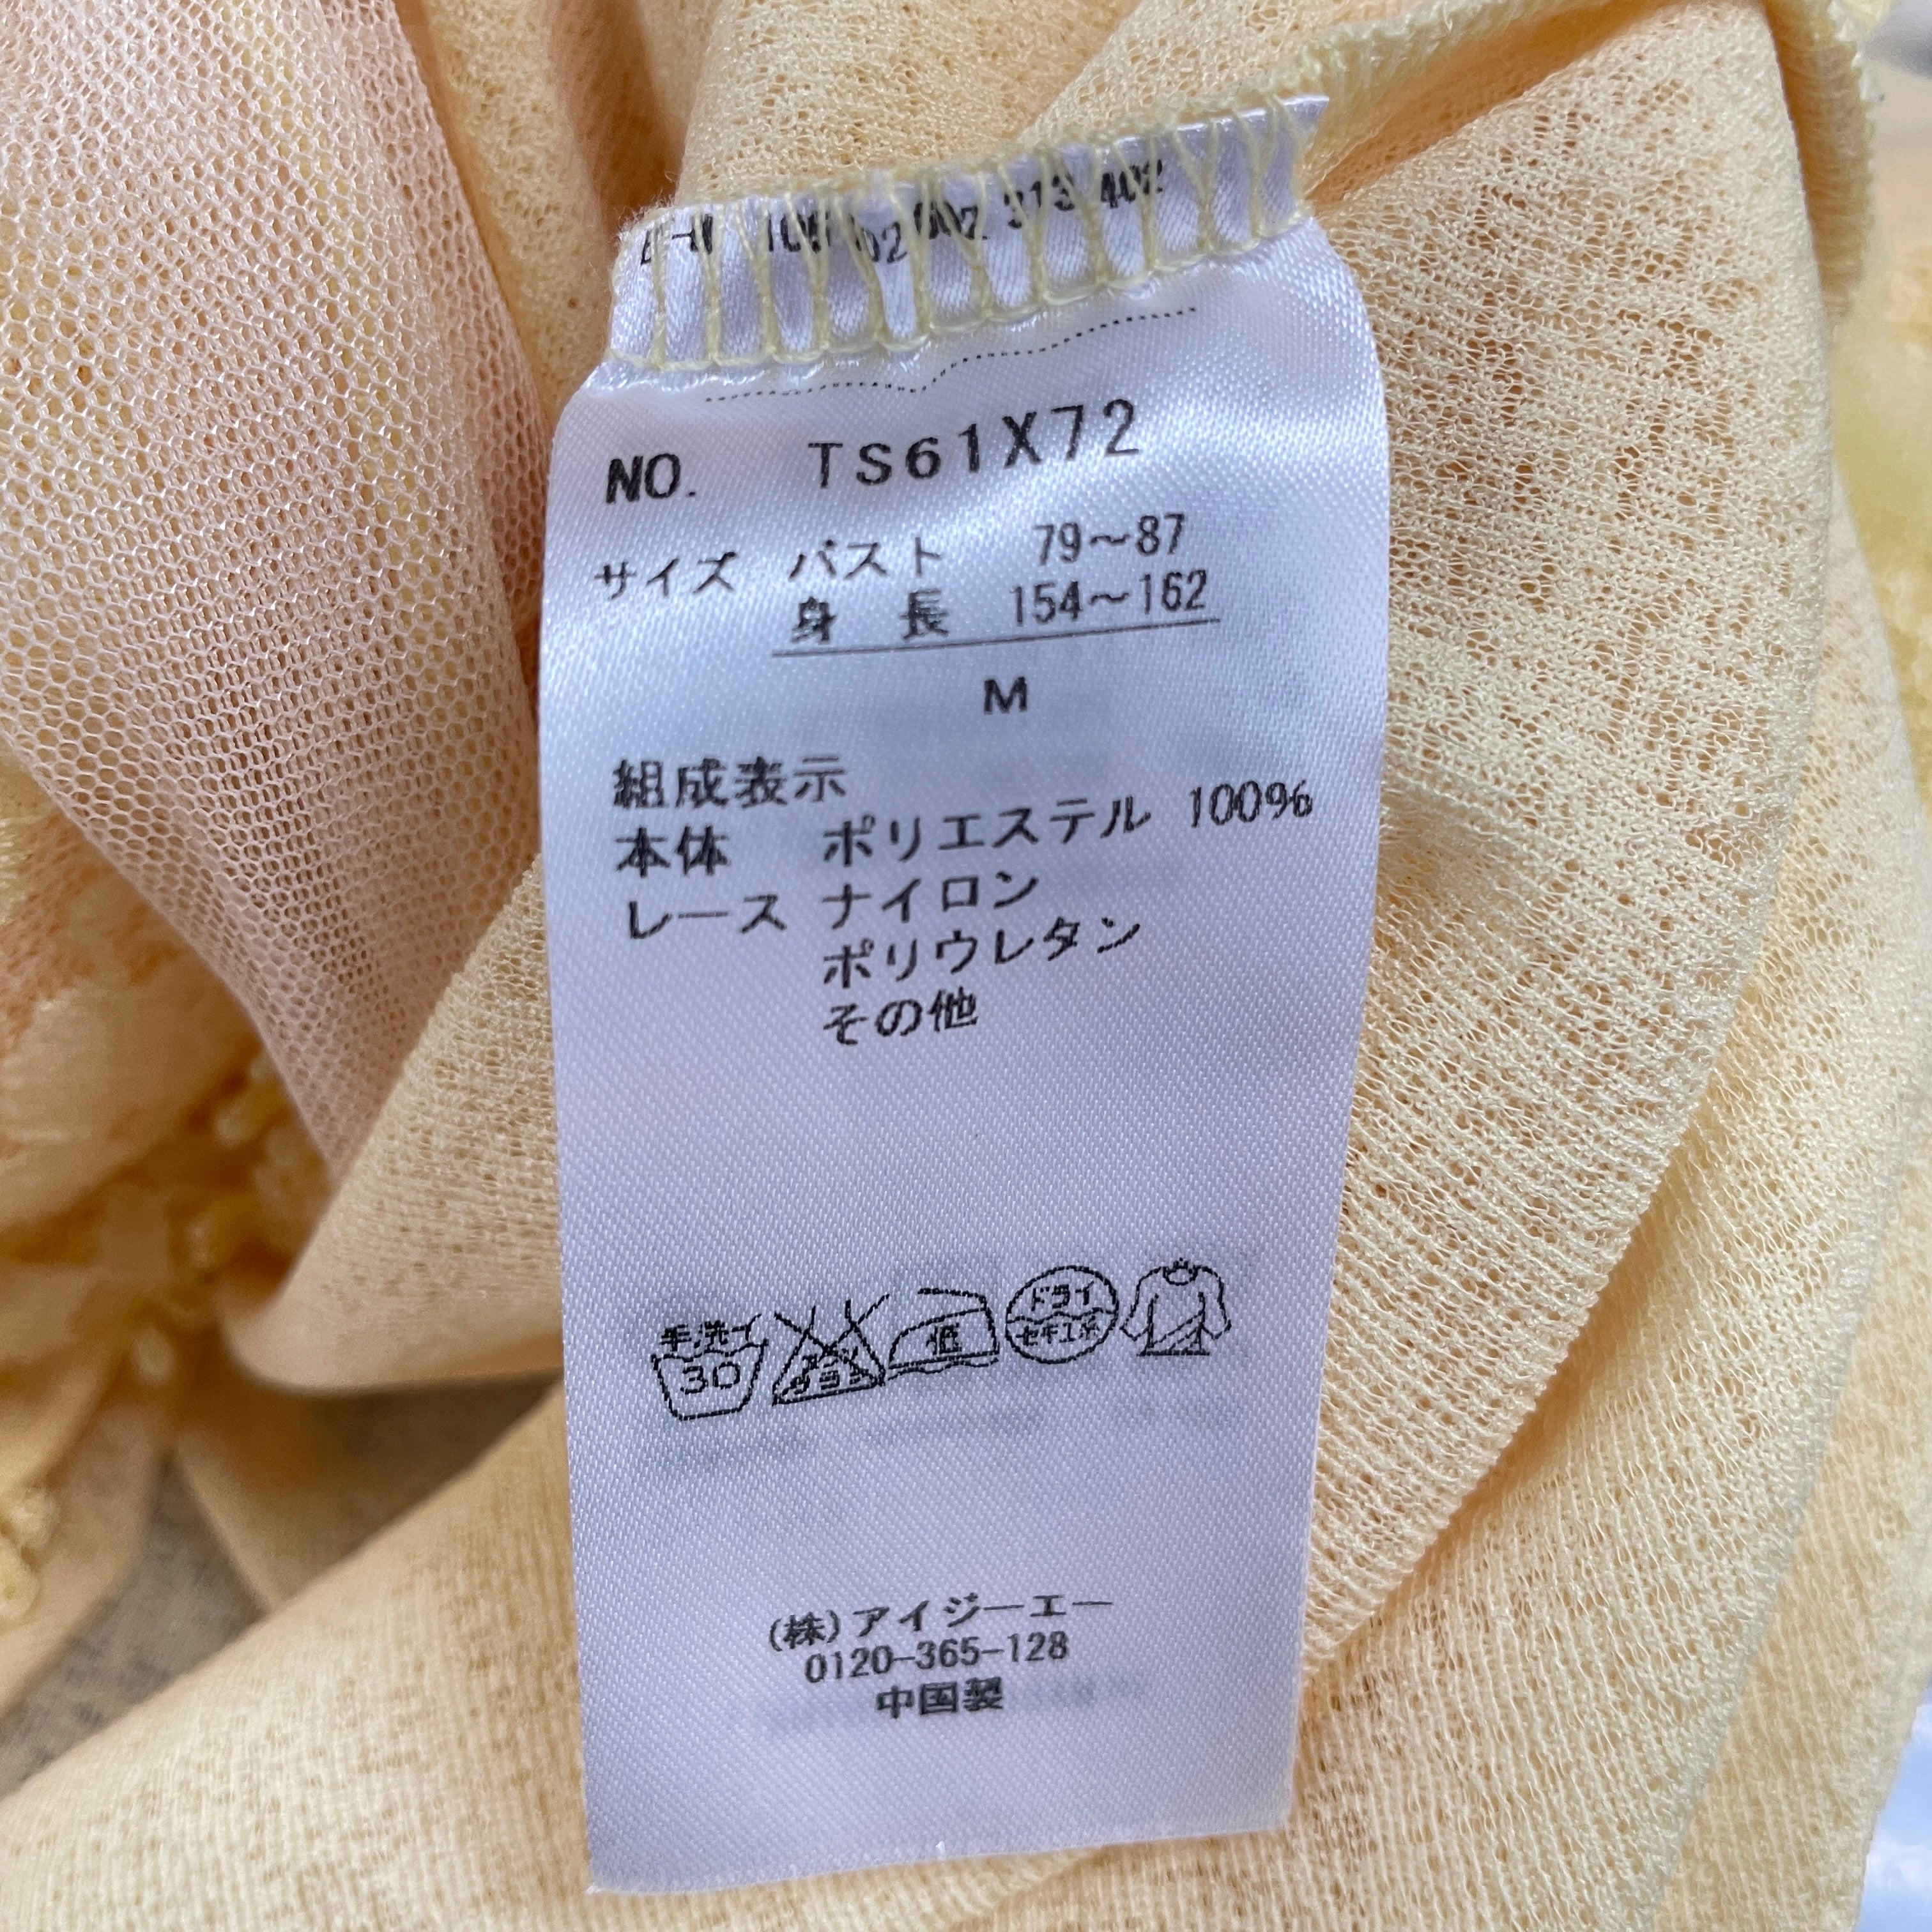 313 402
NO. TS61X72
サイズ バスト 79～87
身 長 154～162
M
組成表示
本体 ポリエステル 100%
レース ナイロン
ポリウレタン
その他
手洗イ
30
低
ドライ
セキユ系
(株)アイジーエー
0120-365-128
中国製